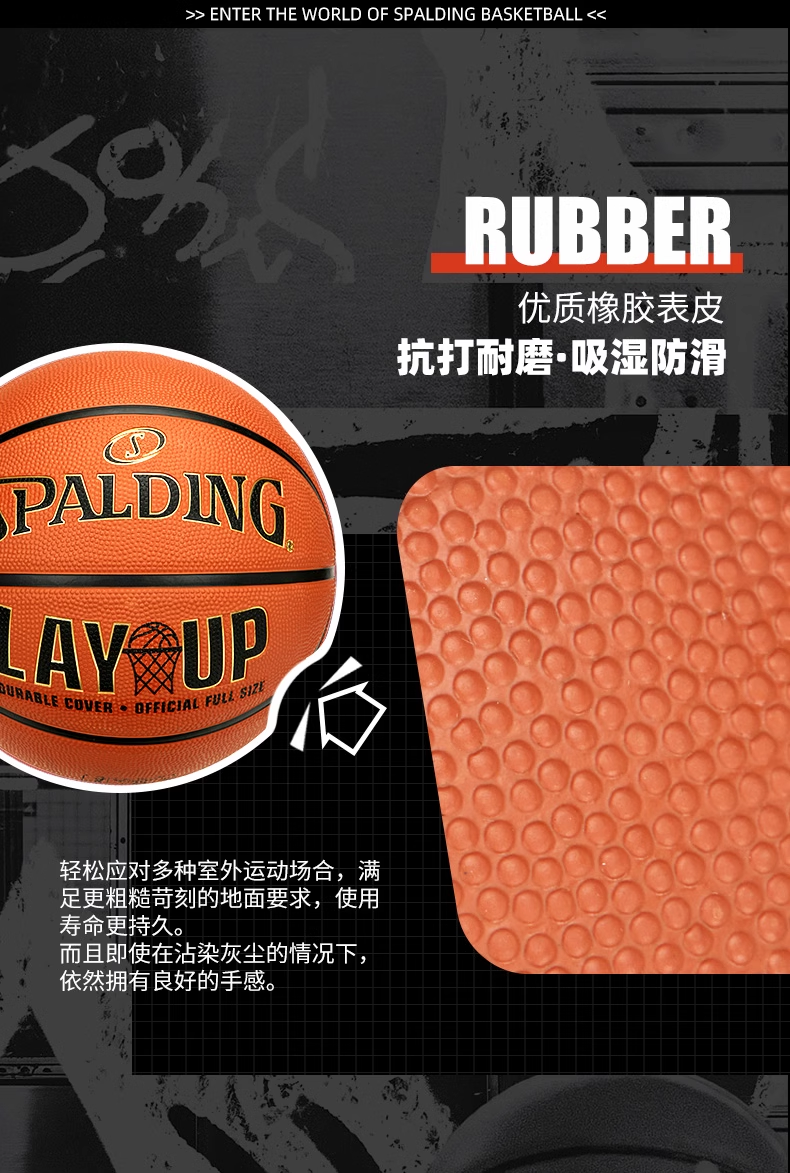 >> ENTER THE WORLD OF SPALDING BASKETBALL <<
RUBBER
优质橡胶表皮
抗打耐磨·吸湿防滑
SPALDING
LAY UP
DURABLE COVER • OFFICIAL FULL SIZE
轻松应对多种室外运动场合，满
足更粗糙苛刻的地面要求，使用
寿命更持久。
而且即使在沾染灰尘的情况下，
依然拥有良好的手感。